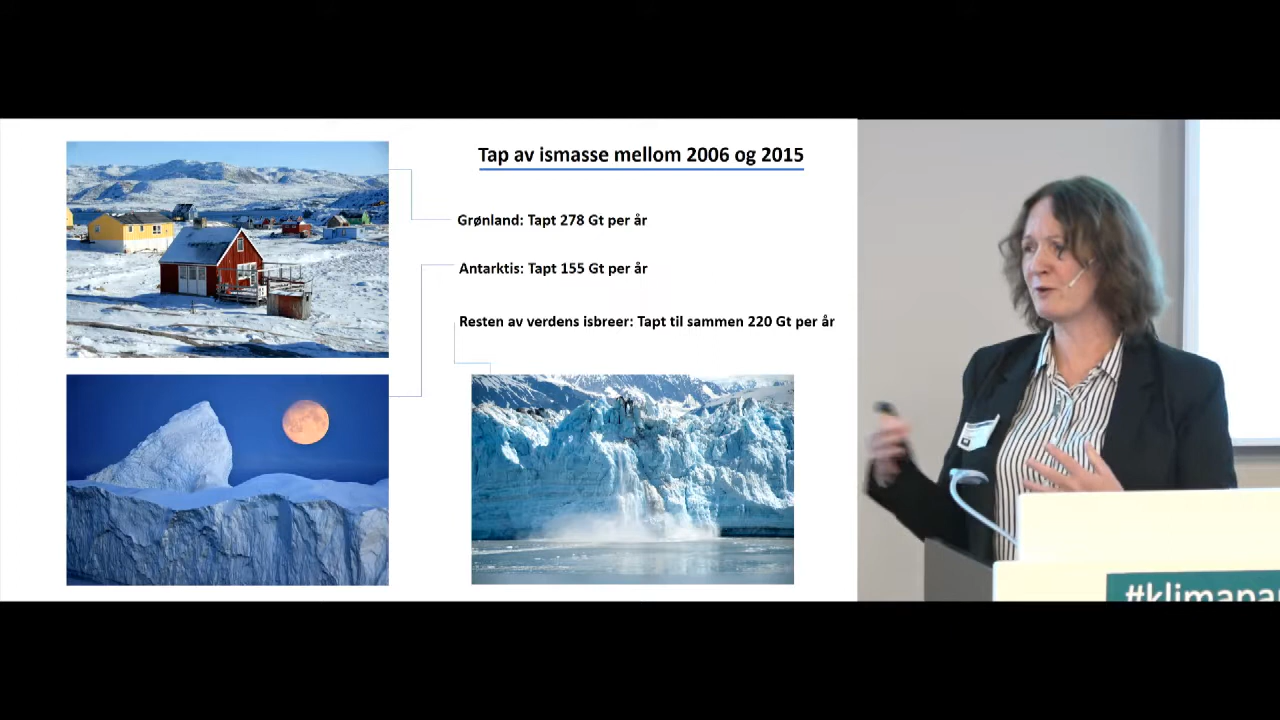 Tap av ismasse mellom 2006 og 2015
Grønland: Tapt 278 Gt per år
Antarktis: Tapt 155 Gt per år
Resten av verdens isbreer: Tapt til sammen 220 Gt per år
#klimapa